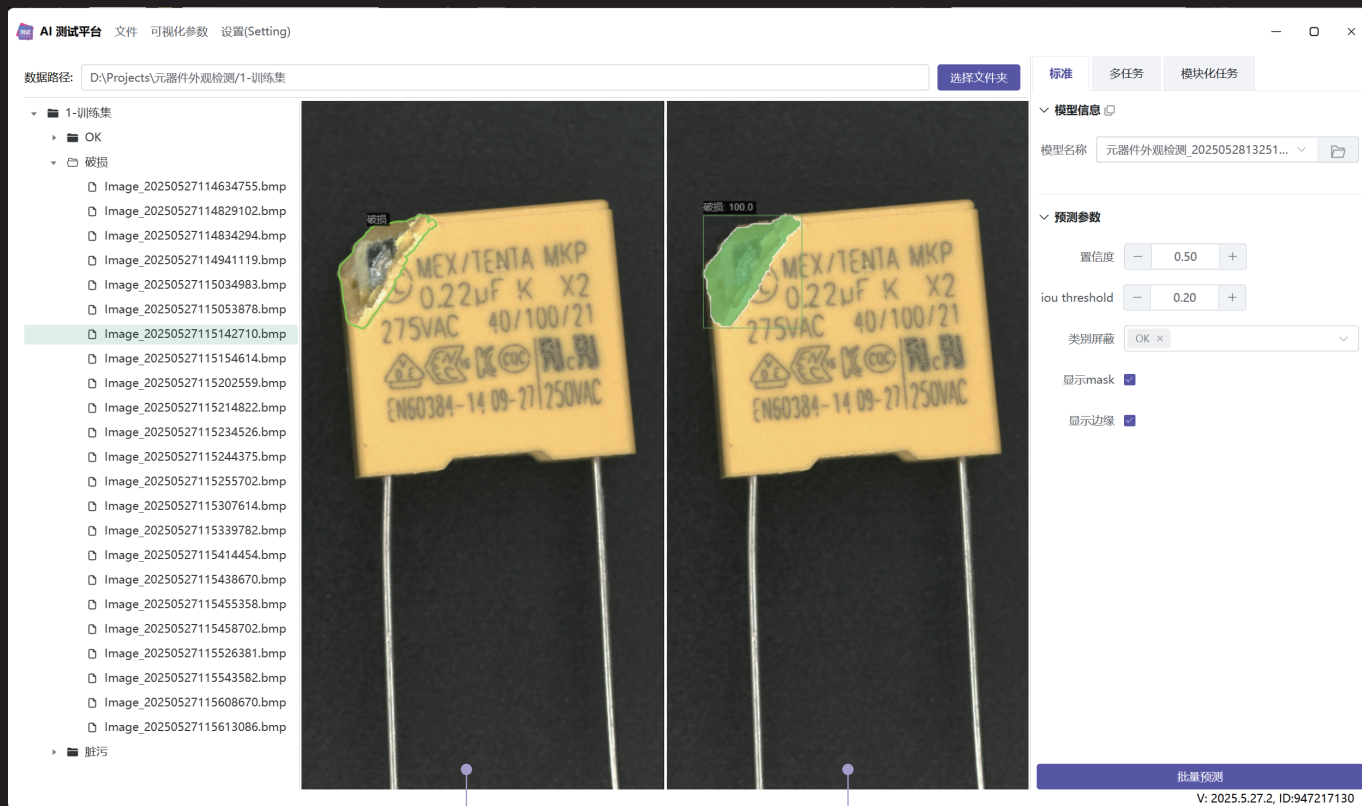 AI 测试平台 文件 可视化参数 设置(Setting)
数据路径: D:\Projects\元器件外观检测/1-训练集 选择文件夹
标准 多任务 模块化任务
1-训练集
OK
破损
Image_20250527114634755.bmp
Image_20250527114829102.bmp
Image_20250527114834294.bmp
Image_20250527114941119.bmp
Image_20250527115034983.bmp
Image_20250527115053878.bmp
Image_20250527115142710.bmp
Image_20250527115154614.bmp
Image_20250527115202559.bmp
Image_20250527115214822.bmp
Image_20250527115234526.bmp
Image_20250527115244375.bmp
Image_20250527115255702.bmp
Image_20250527115307614.bmp
Image_20250527115339782.bmp
Image_20250527115414454.bmp
Image_20250527115438670.bmp
Image_20250527115455358.bmp
Image_20250527115458702.bmp
Image_20250527115526381.bmp
Image_20250527115543582.bmp
Image_20250527115608670.bmp
Image_20250527115613086.bmp
脏污
破损
MEX/TENTA MKP
0.22µF K X2
275VAC 40/100/21
EN60384-14 09-27 250VAC
破损: 100.0
MEX/TENTA MKP
0.22µF K X2
275VAC 40/100/21
EN60384-14 09-27 250VAC
模型信息
模型名称 元器件外观检测_2025052813251...
预测参数
置信度 0.50
iou threshold 0.20
类别屏蔽 OK
显示mask
显示边缘
批量预测
V: 2025.5.27.2, ID:947217130